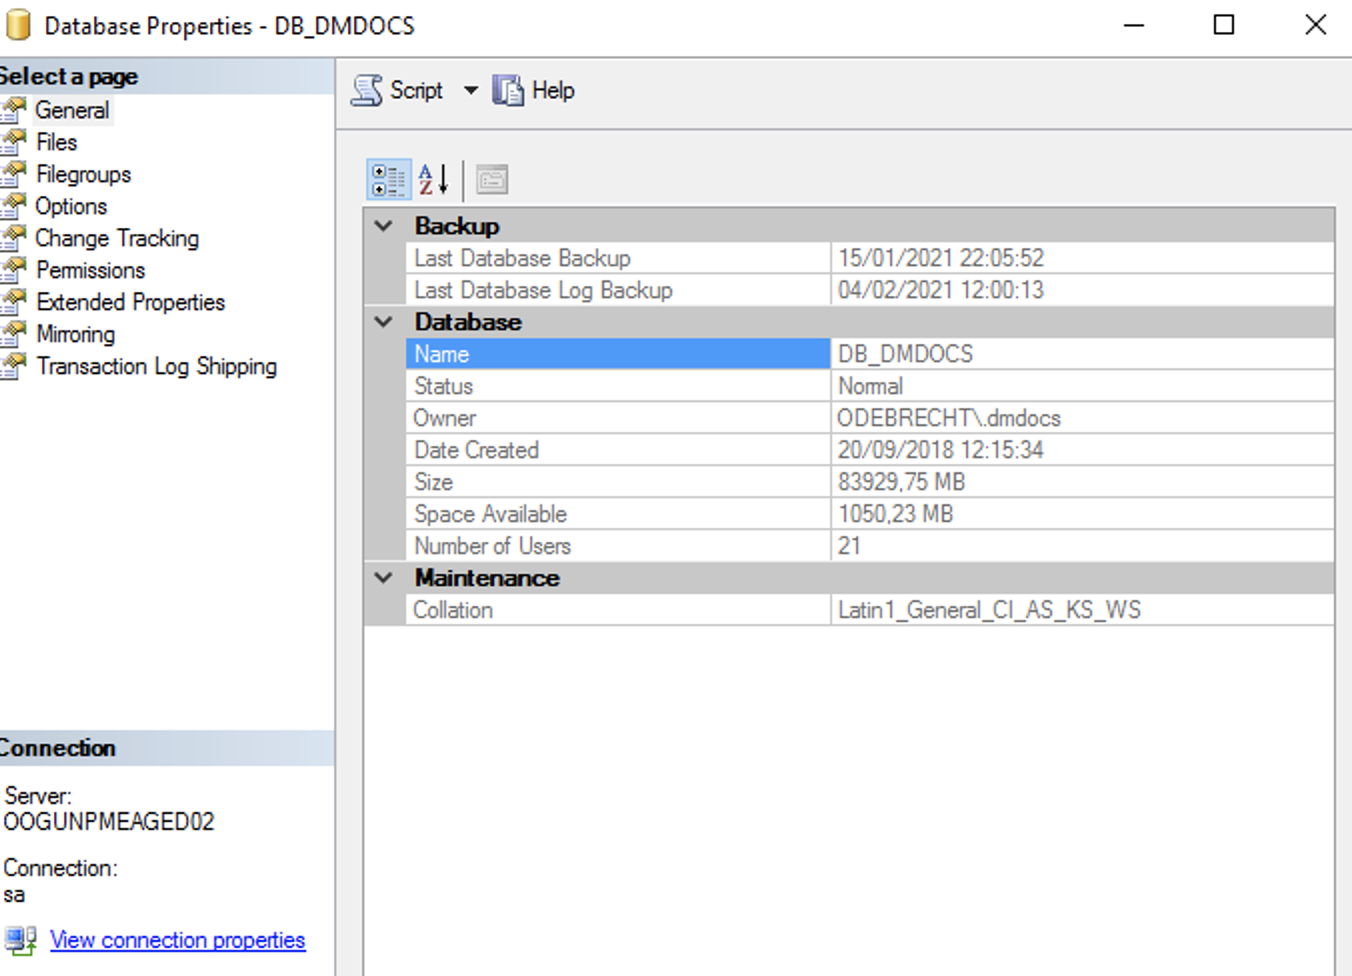 Database Properties - DB_DMDOCS
Select a page
General
Files
Filegroups
Options
Change Tracking
Permissions
Extended Properties
Mirroring
Transaction Log Shipping
Script
Help
Backup
Last Database Backup 15/01/2021 22:05:52
Last Database Log Backup 04/02/2021 12:00:13
Database
Name DB_DMDOCS
Status Normal
Owner ODEBRECHT\.dmdocs
Date Created 20/09/2018 12:15:34
Size 83929,75 MB
Space Available 1050,23 MB
Number of Users 21
Maintenance
Collation Latin1_General_CI_AS_KS_WS
Connection
Server:
OOGUNPMEAGED02
Connection:
sa
View connection properties